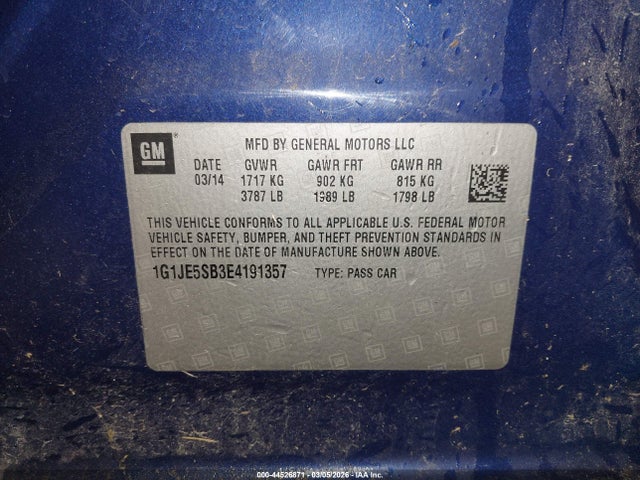 GM
MFD BY GENERAL MOTORS LLC
DATE GVWR GAWR FRT GAWR RR
03/14 1717 KG 902 KG 815 KG
3787 LB 1989 LB 1798 LB
THIS VEHICLE CONFORMS TO ALL APPLICABLE U.S. FEDERAL MOTOR
VEHICLE SAFETY, BUMPER, AND THEFT PREVENTION STANDARDS IN
EFFECT ON THE DATE OF MANUFACTURE SHOWN ABOVE.
1G1JE5SB3E4191357 TYPE: PASS CAR
000-44526871 - 03/05/2026 - IAA Inc.